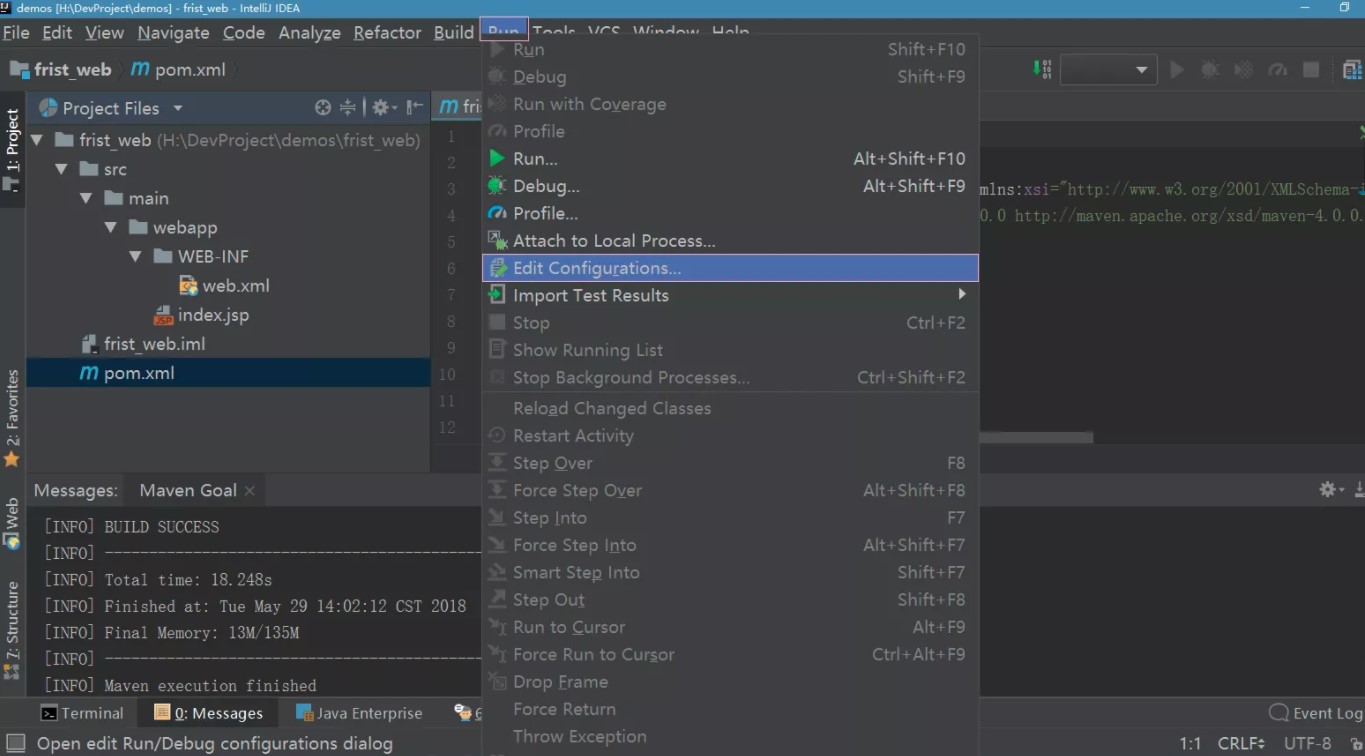 demos [H:\DevProject\demos] - frist_web - IntelliJ IDEA
File Edit View Navigate Code Analyze Refactor Build Run Tools VCS Window Help
frist_web pom.xml
Project Files
1: Project
2: Favorites
Web
7: Structure
frist_web (H:\DevProject\demos\frist_web)
src
main
webapp
WEB-INF
web.xml
index.jsp
frist_web.iml
pom.xml
1
2
3
4
5
6
7
8
9
10
11
12
mlns:xsi="http://www.w3.org/2001/XMLSchema-
0.0 http://maven.apache.org/xsd/maven-4.0.0.
Run Shift+F10
Debug Shift+F9
Run with Coverage
Profile
Run... Alt+Shift+F10
Debug... Alt+Shift+F9
Profile...
Attach to Local Process...
Edit Configurations...
Import Test Results
Stop Ctrl+F2
Show Running List
Stop Background Processes... Ctrl+Shift+F2
Reload Changed Classes
Restart Activity
Step Over F8
Force Step Over Alt+Shift+F8
Step Into F7
Force Step Into Alt+Shift+F7
Smart Step Into Shift+F7
Step Out Shift+F8
Run to Cursor Alt+F9
Force Run to Cursor Ctrl+Alt+F9
Drop Frame
Force Return
Throw Exception
Messages: Maven Goal
[INFO] BUILD SUCCESS
[INFO] ------------------------------------------
[INFO] Total time: 18.248s
[INFO] Finished at: Tue May 29 14:02:12 CST 2018
[INFO] Final Memory: 13M/135M
[INFO] ------------------------------------------
[INFO] Maven execution finished
Terminal 0: Messages Java Enterprise Event Log
Open edit Run/Debug configurations dialog 1:1 CRLF UTF-8